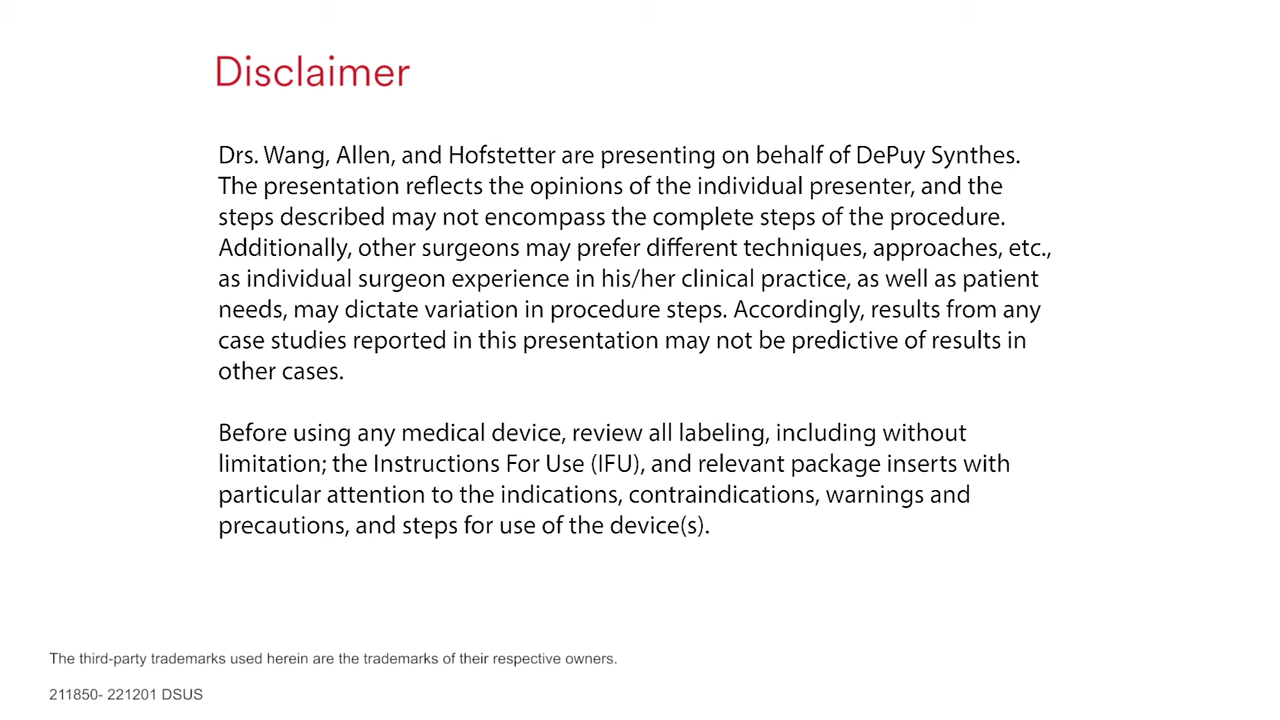 Disclaimer
Drs. Wang, Allen, and Hofstetter are presenting on behalf of DePuy Synthes.
The presentation reflects the opinions of the individual presenter, and the
steps described may not encompass the complete steps of the procedure.
Additionally, other surgeons may prefer different techniques, approaches, etc.,
as individual surgeon experience in his/her clinical practice, as well as patient
needs, may dictate variation in procedure steps. Accordingly, results from any
case studies reported in this presentation may not be predictive of results in
other cases.
Before using any medical device, review all labeling, including without
limitation; the Instructions For Use (IFU), and relevant package inserts with
particular attention to the indications, contraindications, warnings and
precautions, and steps for use of the device(s).
The third-party trademarks used herein are the trademarks of their respective owners.
211850- 221201 DSUS